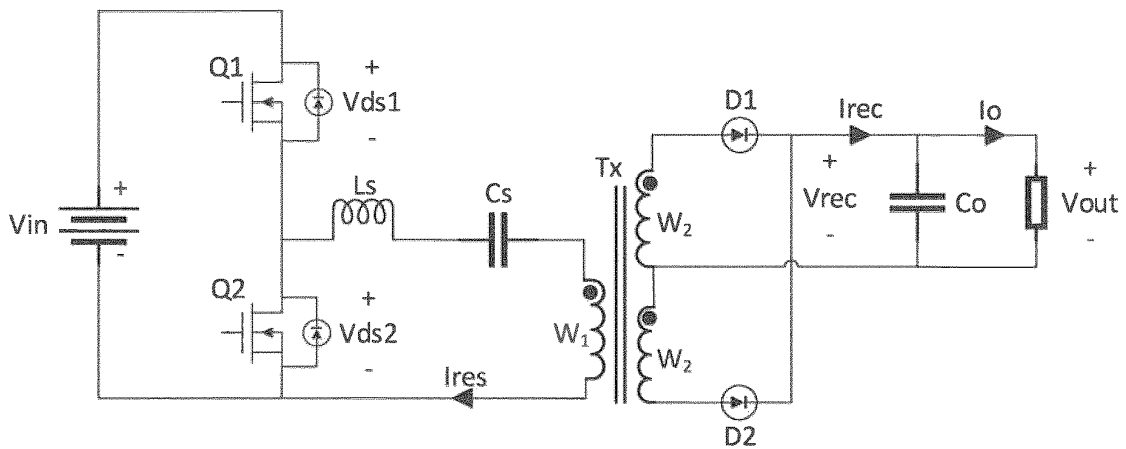 Q1
+
Vds1
-
D1
Irec
Io
Ls
Cs
Tx
+
Vin
-
W₂
+
Vrec
-
Co
+
Vout
-
Q2
+
Vds2
-
W₁
W₂
Ires
D2